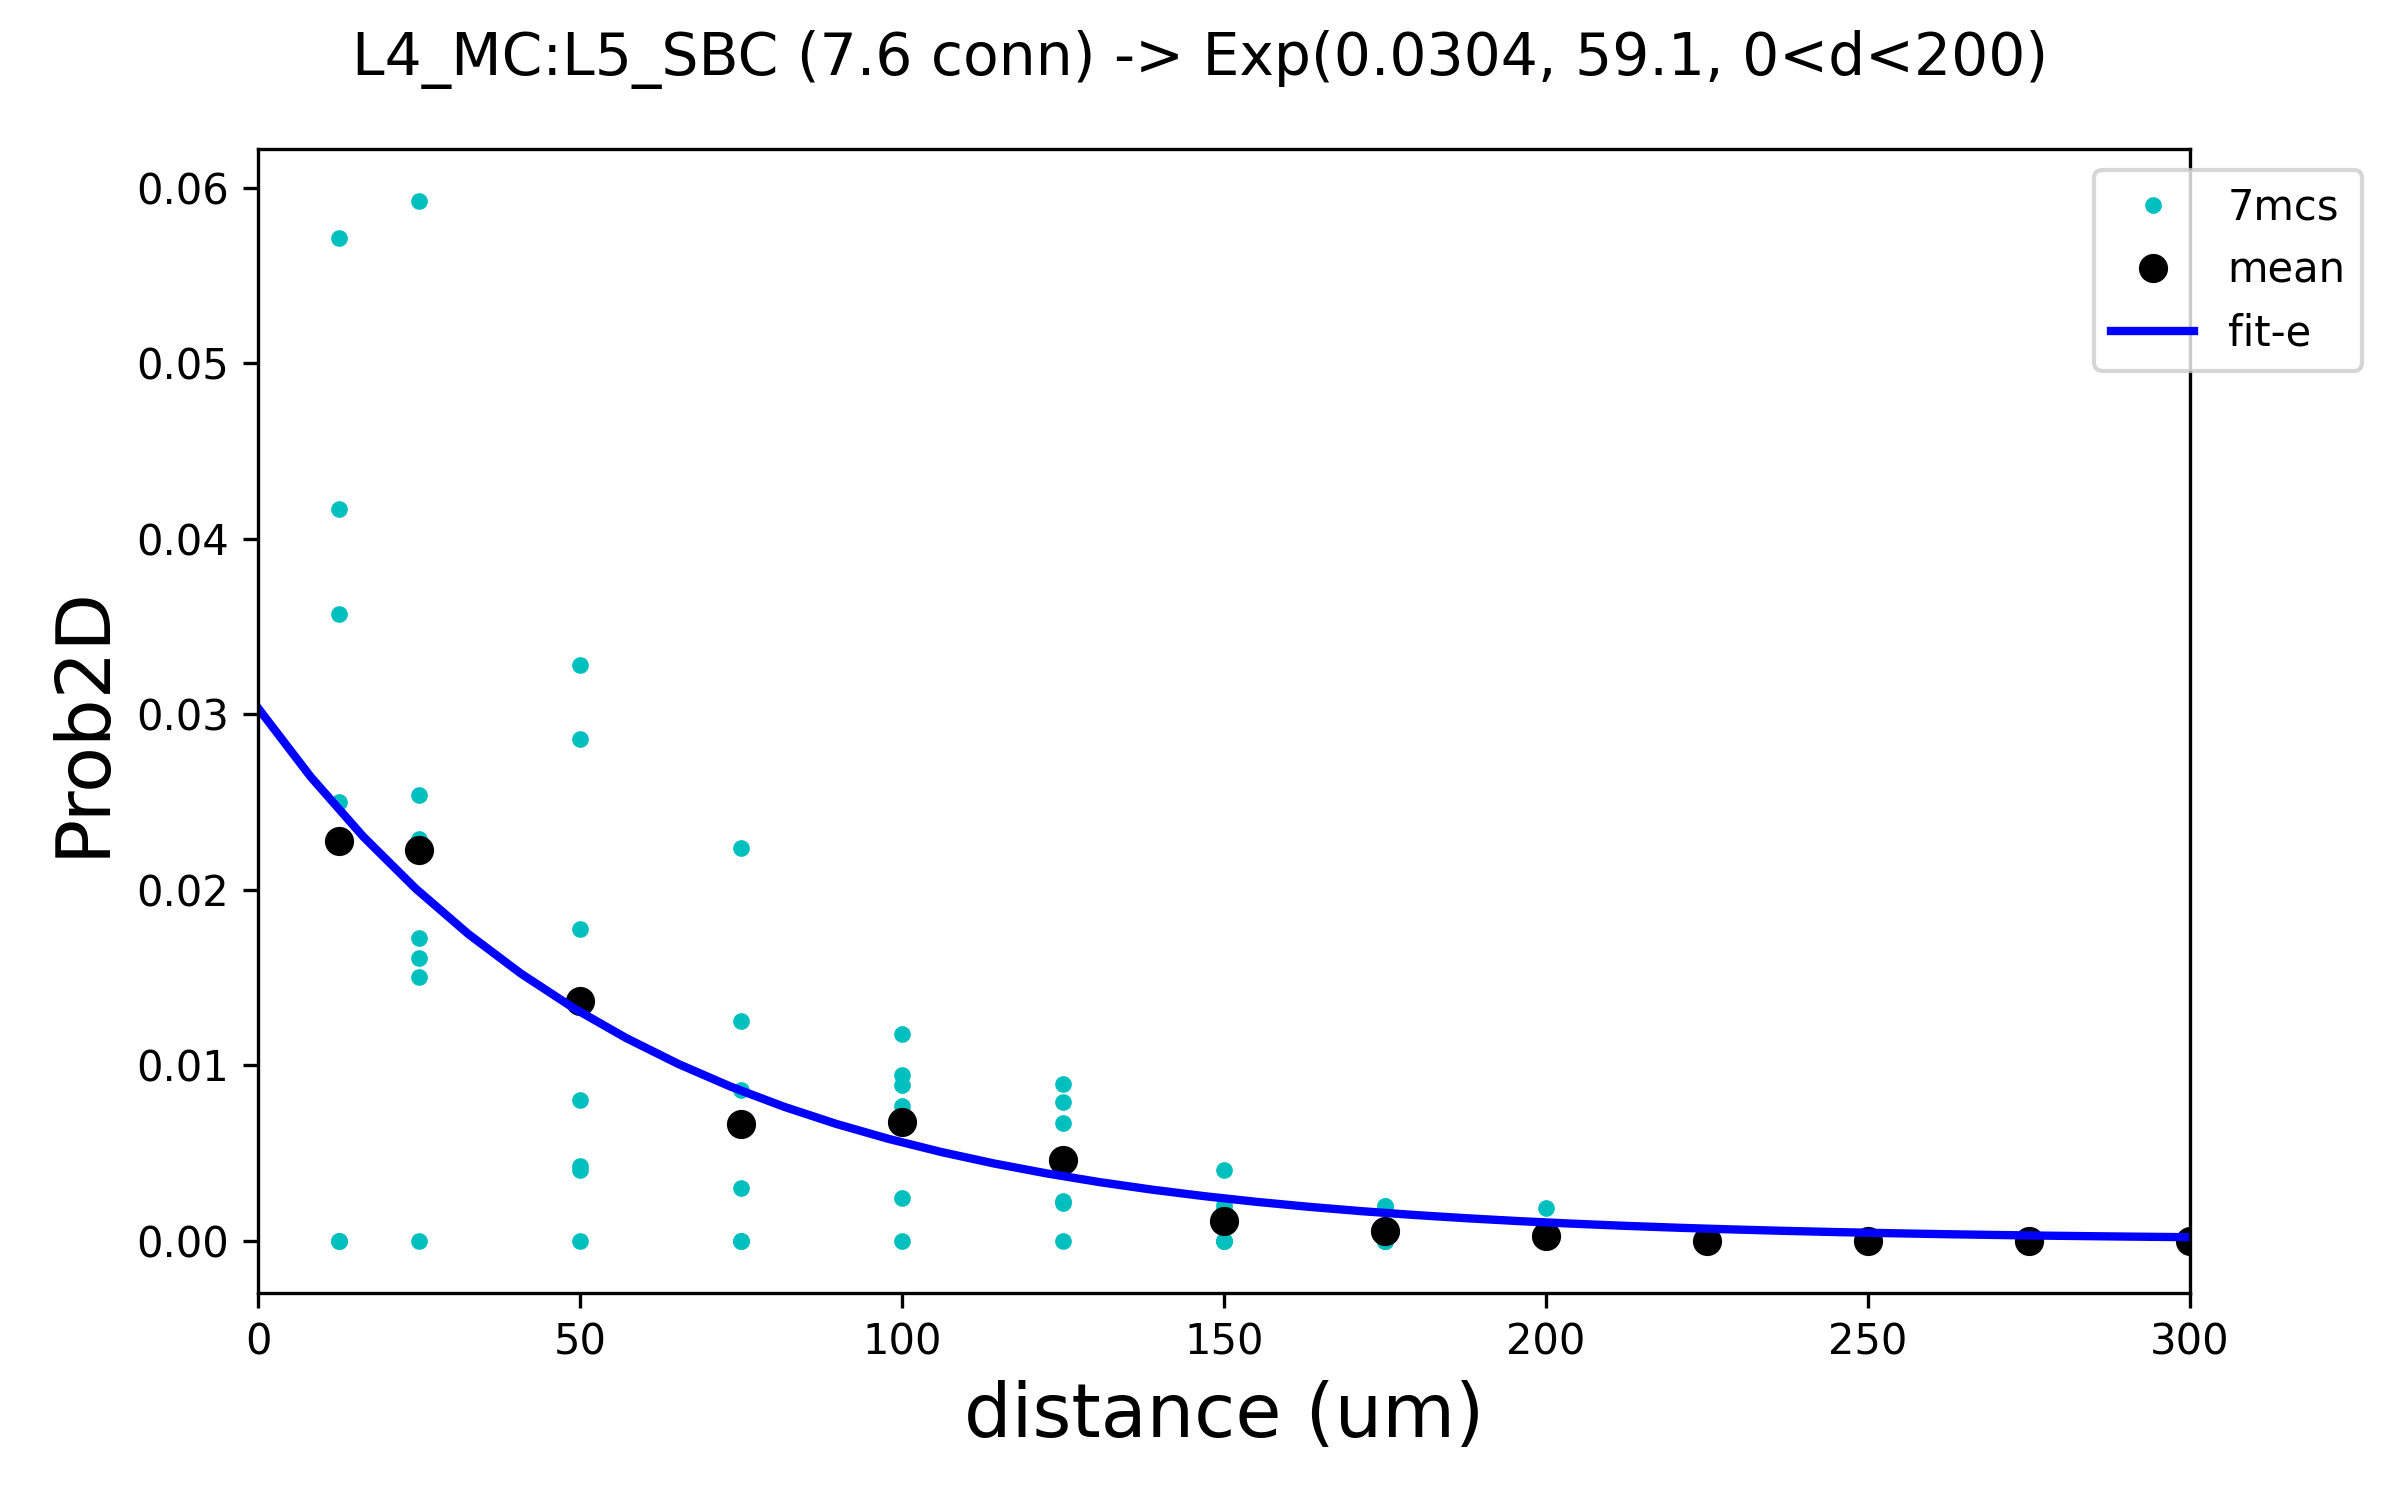 L4_MC:L5_SBC (7.6 conn) -> Exp(0.0304, 59.1, 0<d<200)
7mcs
mean
fit-e
Prob2D
0.06
0.05
0.04
0.03
0.02
0.01
0.00
0 50 100 150 200 250 300
distance (um)